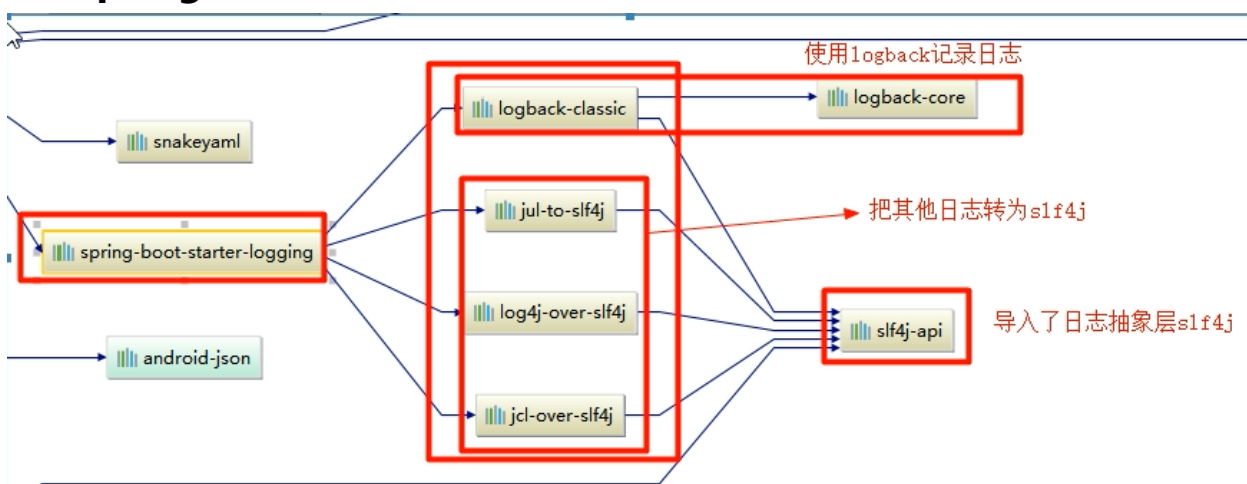 使用logback记录日志
logback-classic
logback-core
snakeyaml
jul-to-slf4j
把其他日志转为slf4j
spring-boot-starter-logging
log4j-over-slf4j
导入了日志抽象层slf4j
slf4j-api
android-json
jcl-over-slf4j